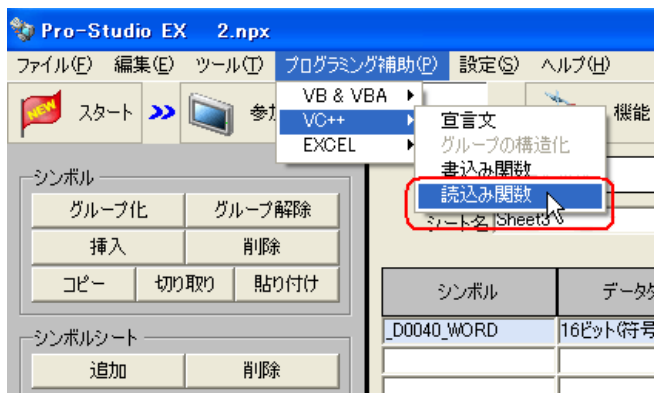 Pro-Studio EX 2.npx
ファイル(F) 編集(E) ツール(T) プログラミング補助(P) 設定(S) ヘルプ(H)
NEW スタート 参加 機能
VB & VBA
VC++
EXCEL
宣言文
グループの構造化
書込み関数
読込み関数
シンボル
グループ化 グループ解除
挿入 削除
コピー 切り取り 貼り付け
シート名 Sheet3
シンボルシート
追加 削除
シンボル データタ
_D0040_WORD 16ビット(符号